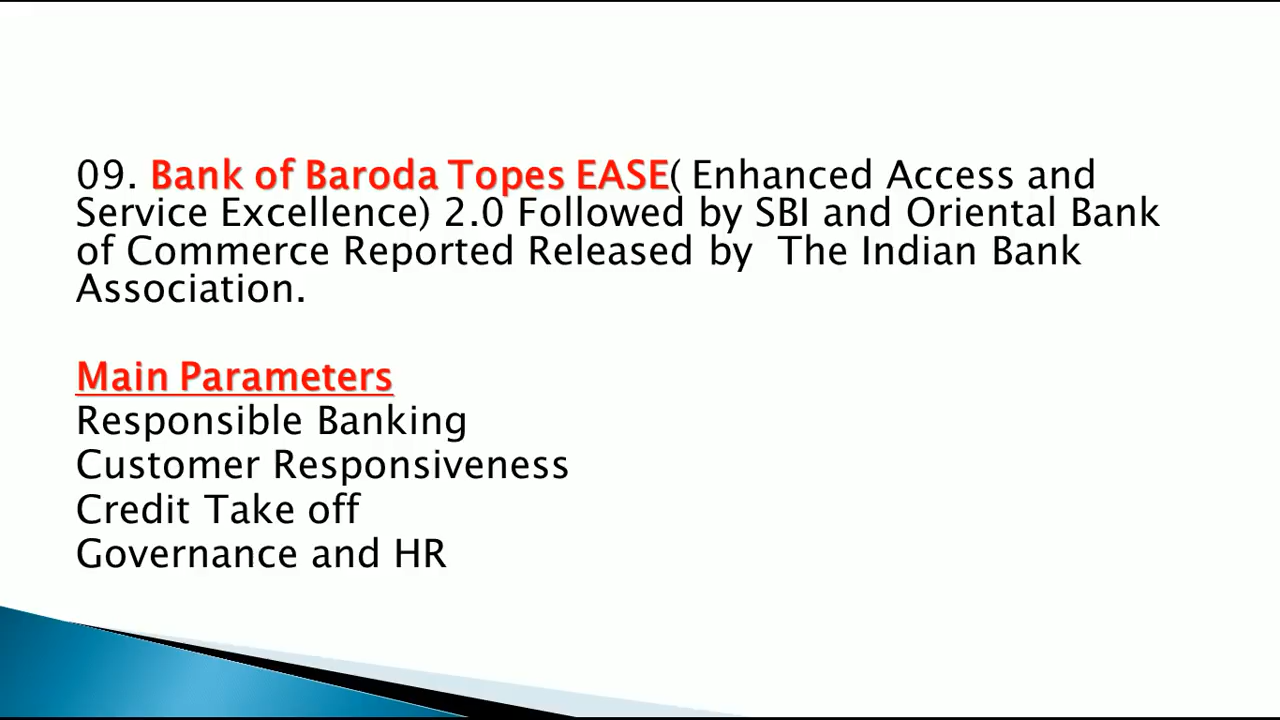 09. Bank of Baroda Topes EASE( Enhanced Access and
Service Excellence) 2.0 Followed by SBI and Oriental Bank
of Commerce Reported Released by The Indian Bank
Association.
Main Parameters
Responsible Banking
Customer Responsiveness
Credit Take off
Governance and HR